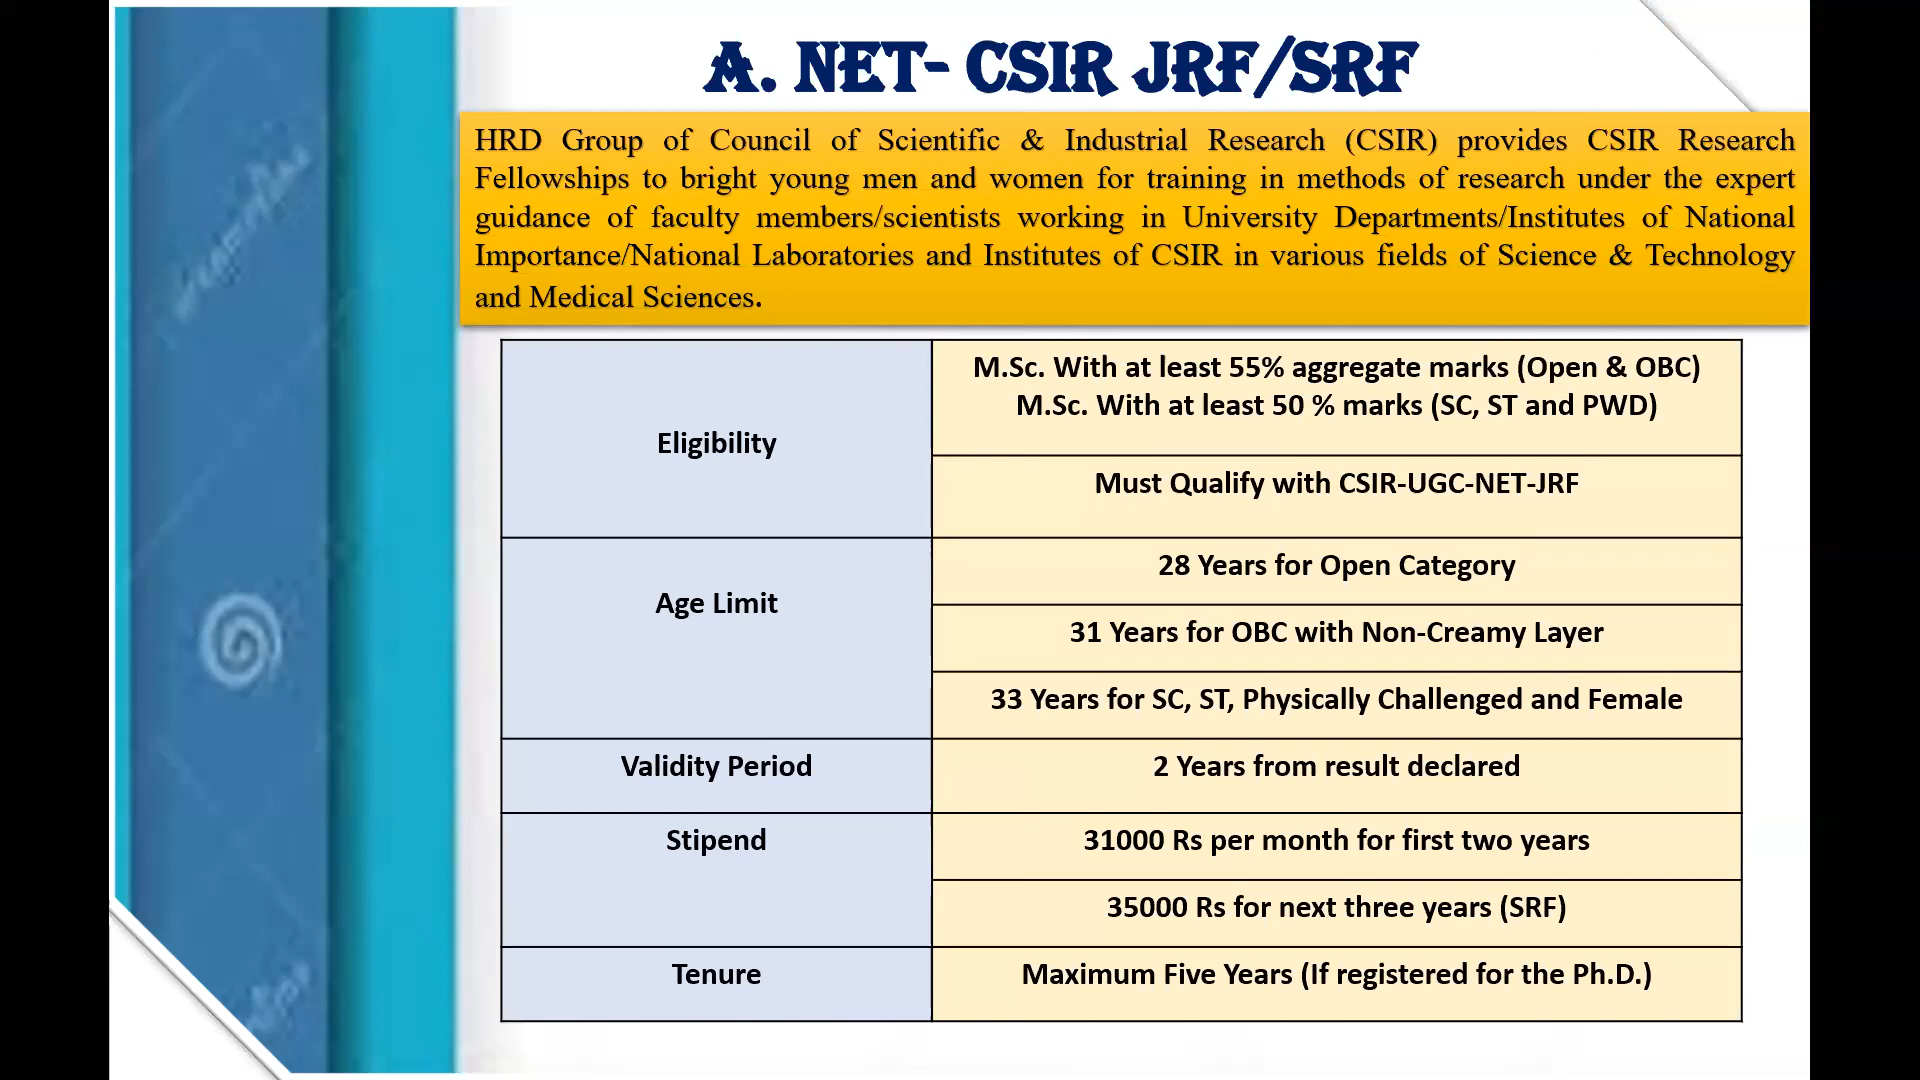 A. NET- CSIR JRF/SRF
HRD Group of Council of Scientific & Industrial Research (CSIR) provides CSIR Research
Fellowships to bright young men and women for training in methods of research under the expert
guidance of faculty members/scientists working in University Departments/Institutes of National
Importance/National Laboratories and Institutes of CSIR in various fields of Science & Technology
and Medical Sciences.
Eligibility
M.Sc. With at least 55% aggregate marks (Open & OBC)
M.Sc. With at least 50 % marks (SC, ST and PWD)
Must Qualify with CSIR-UGC-NET-JRF
Age Limit
28 Years for Open Category
31 Years for OBC with Non-Creamy Layer
33 Years for SC, ST, Physically Challenged and Female
Validity Period
2 Years from result declared
Stipend
31000 Rs per month for first two years
35000 Rs for next three years (SRF)
Tenure
Maximum Five Years (If registered for the Ph.D.)